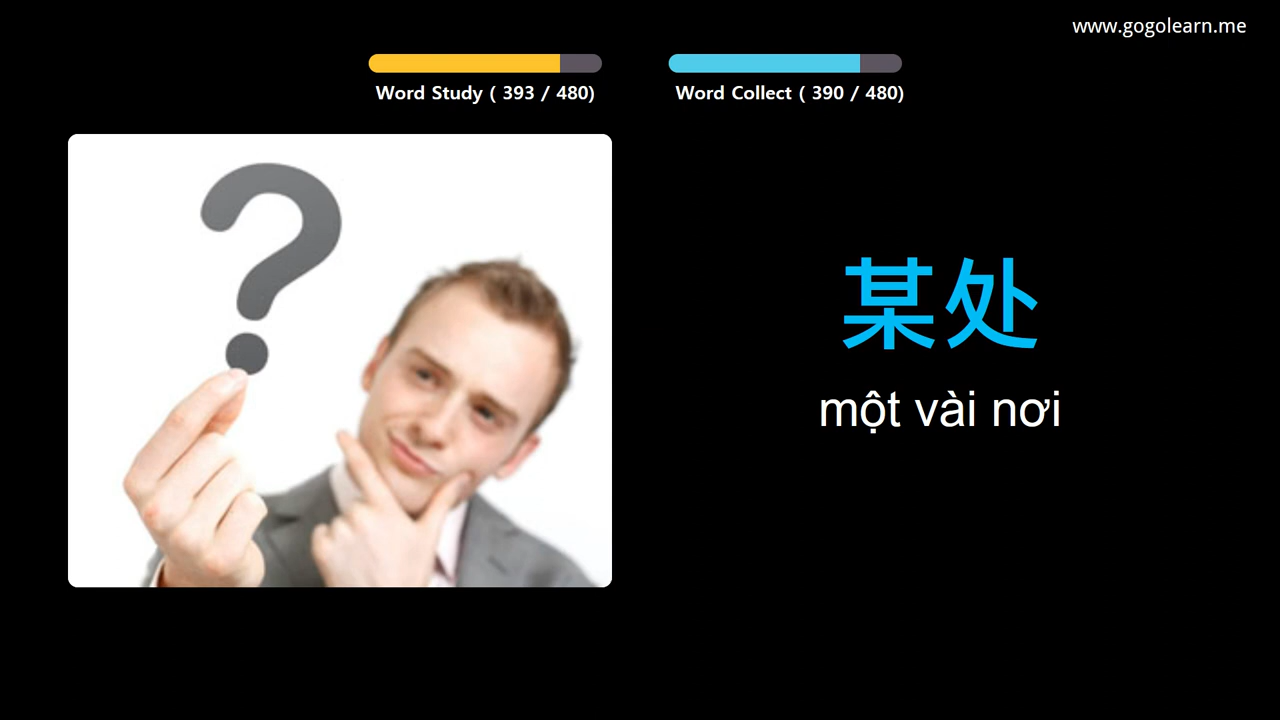 www.gogolearn.me
Word Study ( 393 / 480)
Word Collect ( 390 / 480)
?
某处
một vài nơi